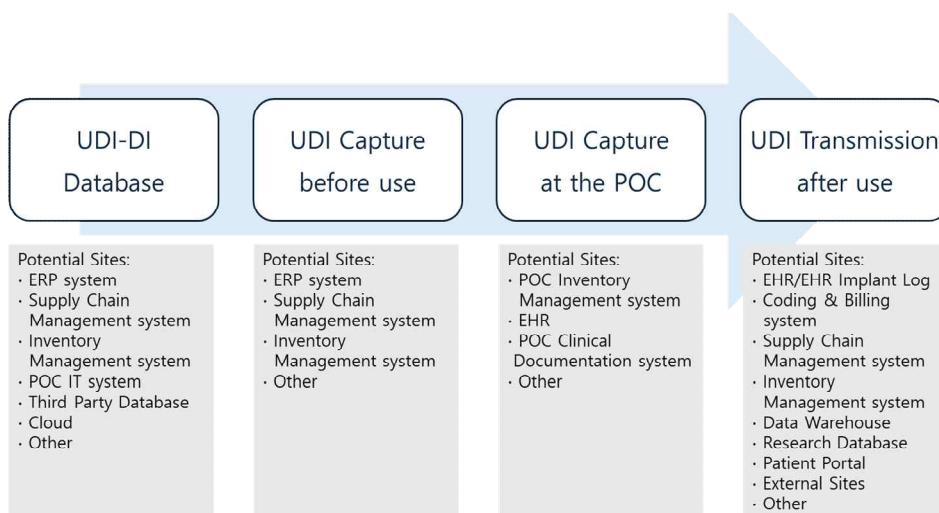 UDI-DI
Database
UDI Capture
before use
UDI Capture
at the POC
UDI Transmission
after use
Potential Sites:
· ERP system
· Supply Chain
Management system
· Inventory
Management system
· POC IT system
· Third Party Database
· Cloud
· Other
Potential Sites:
· ERP system
· Supply Chain
Management system
· Inventory
Management system
· Other
Potential Sites:
· POC Inventory
Management system
· EHR
· POC Clinical
Documentation system
· Other
Potential Sites:
· EHR/EHR Implant Log
· Coding & Billing
system
· Supply Chain
Management system
· Inventory
Management system
· Data Warehouse
· Research Database
· Patient Portal
· External Sites
· Other